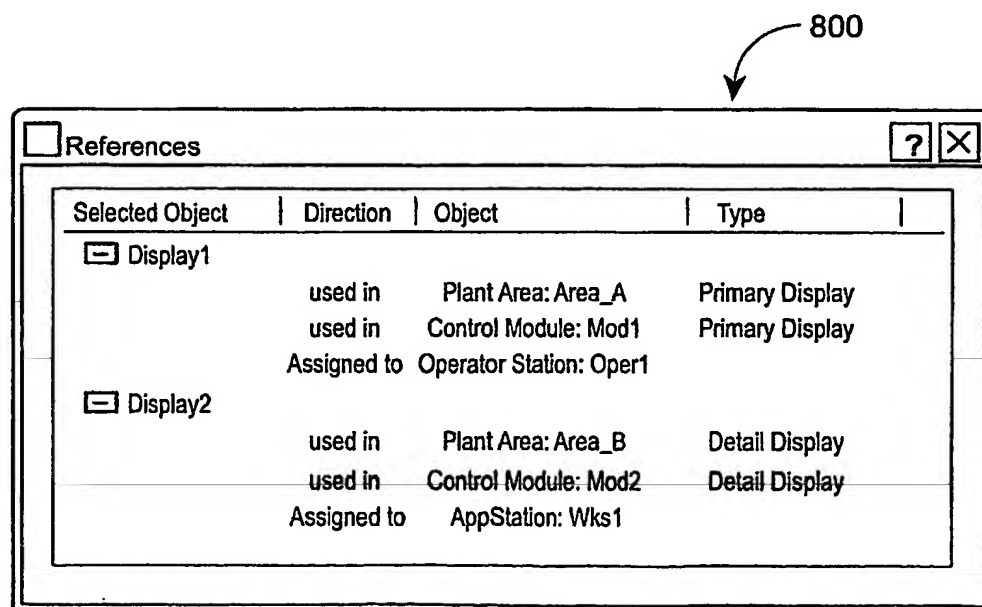 800
References ? X
Selected Object Direction Object Type
Display1
used in Plant Area: Area_A Primary Display
used in Control Module: Mod1 Primary Display
Assigned to Operator Station: Oper1
Display2
used in Plant Area: Area_B Detail Display
used in Control Module: Mod2 Detail Display
Assigned to AppStation: Wks1